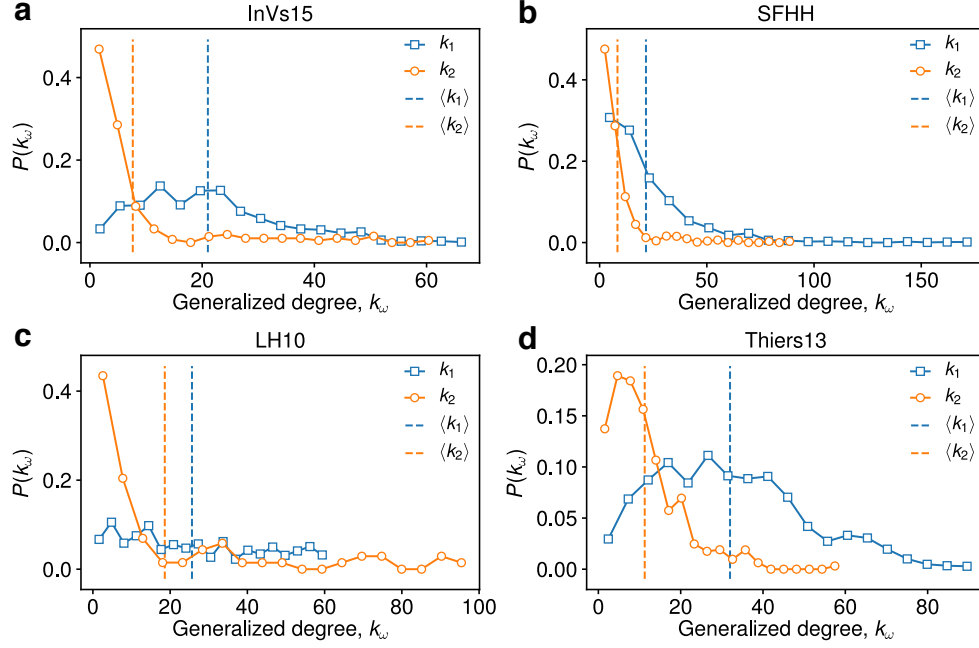 a
InVs15
P(kω)
0.4
0.2
0.0
0
20
40
60
Generalized degree, kω
k1
k2
⟨k1⟩
⟨k2⟩
b
SFHH
P(kω)
0.4
0.2
0.0
0
50
100
150
Generalized degree, kω
k1
k2
⟨k1⟩
⟨k2⟩
c
LH10
P(kω)
0.4
0.2
0.0
0
20
40
60
80
100
Generalized degree, kω
k1
k2
⟨k1⟩
⟨k2⟩
d
Thiers13
P(kω)
0.20
0.15
0.10
0.05
0.00
0
20
40
60
80
Generalized degree, kω
k1
k2
⟨k1⟩
⟨k2⟩